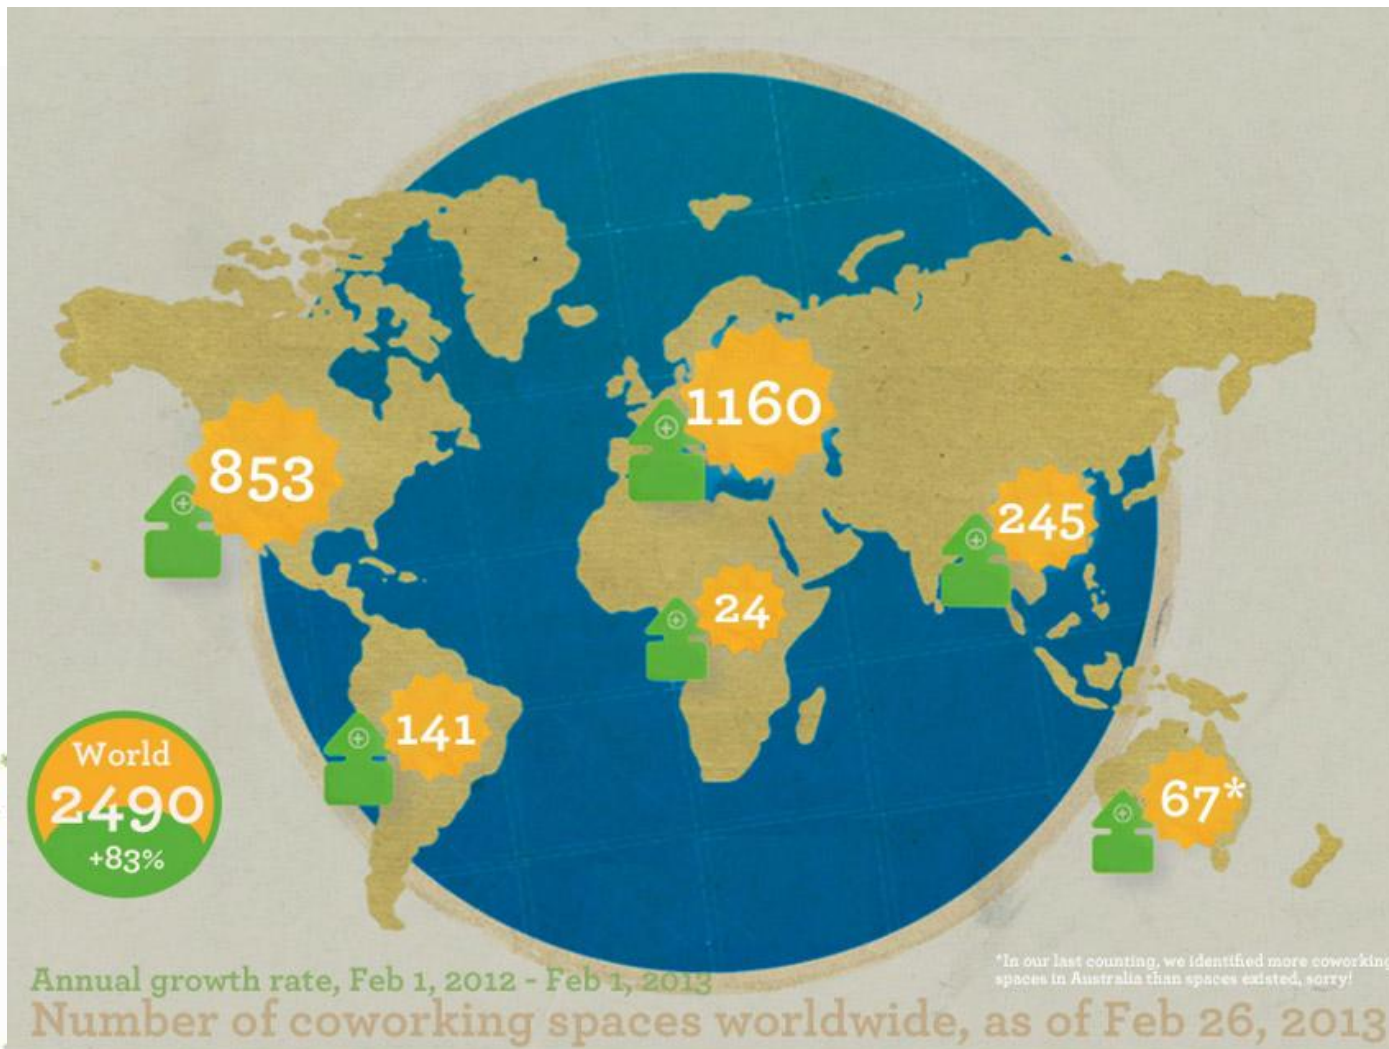 1160
853
245
24
141
67*
World
2490
+83%
*In our last counting, we identified more coworking
spaces in Australia than spaces existed, sorry!
Annual growth rate, Feb 1, 2012 - Feb 1, 2013
Number of coworking spaces worldwide, as of Feb 26, 2013